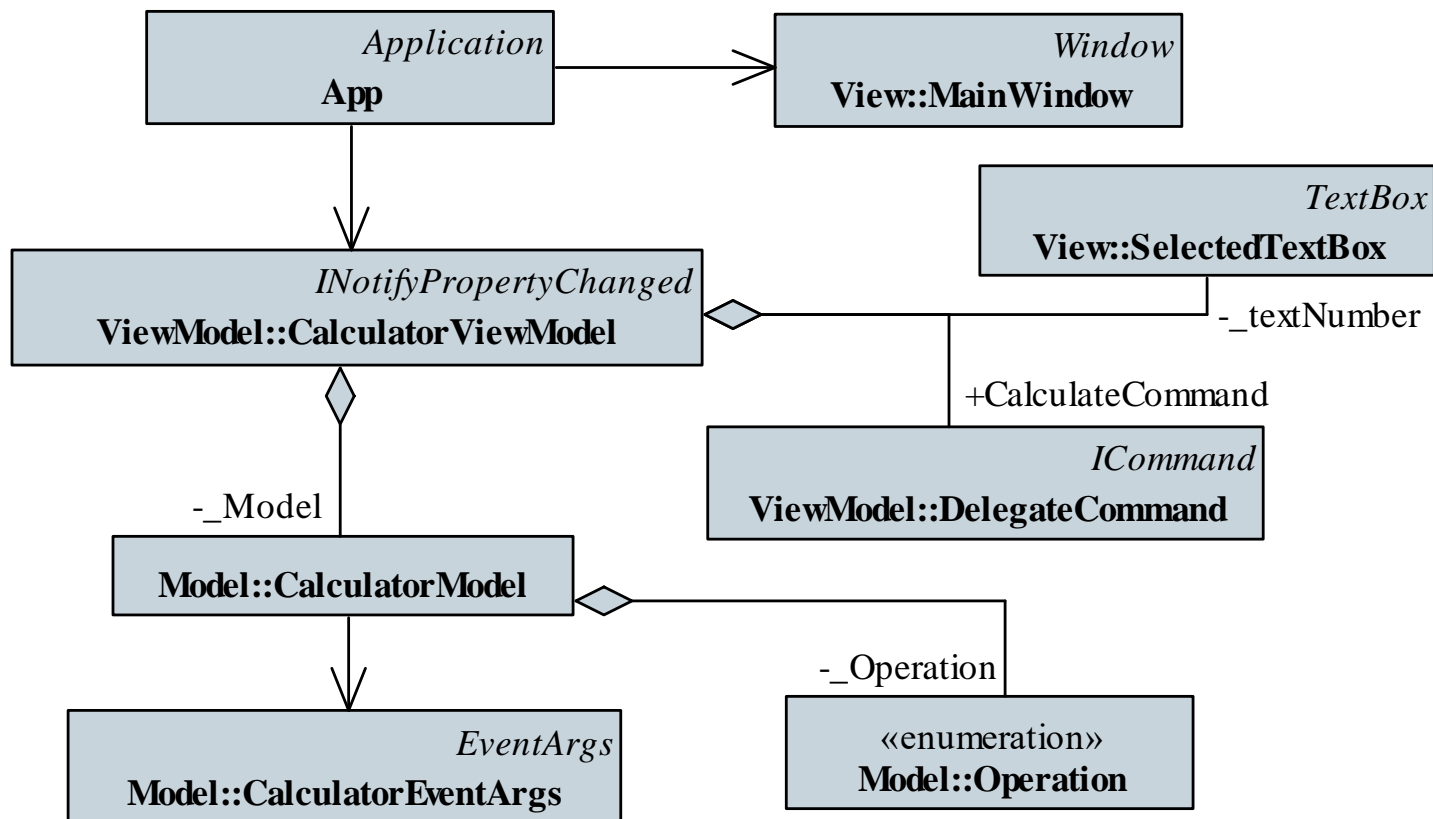 Application
App
Window
View::MainWindow
TextBox
View::SelectedTextBox
INotifyPropertyChanged
ViewModel::CalculatorViewModel
-_textNumber
+CalculateCommand
ICommand
ViewModel::DelegateCommand
-_Model
Model::CalculatorModel
-_Operation
EventArgs
Model::CalculatorEventArgs
«enumeration»
Model::Operation